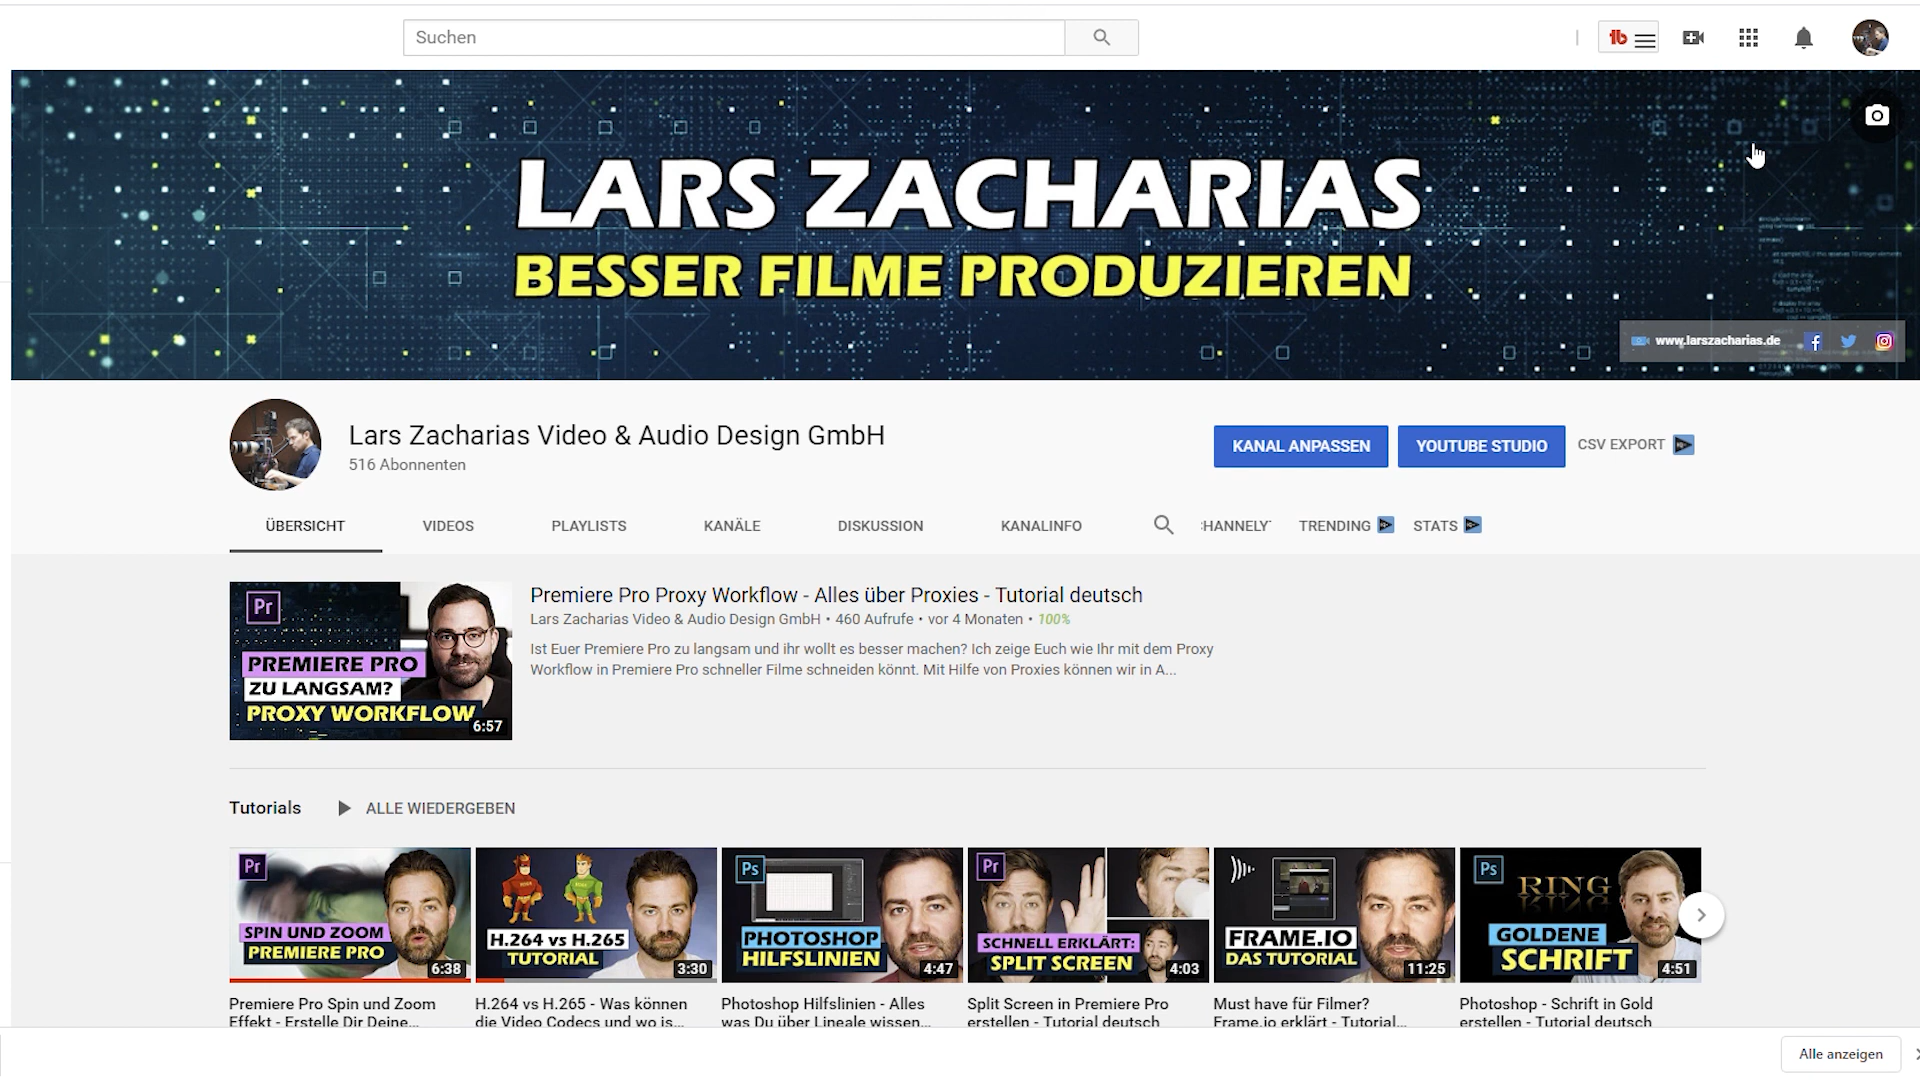 Suchen
LARS ZACHARIAS
BESSER FILME PRODUZIEREN
www.larszacharias.de
Lars Zacharias Video & Audio Design GmbH
516 Abonnenten
KANAL ANPASSEN
YOUTUBE STUDIO
CSV EXPORT
ÜBERSICHT
VIDEOS
PLAYLISTS
KANÄLE
DISKUSSION
KANALINFO
HANNELY
TRENDING
STATS
Pr
PREMIERE PRO
ZU LANGSAM?
PROXY WORKFLOW
6:57
Premiere Pro Proxy Workflow - Alles über Proxies - Tutorial deutsch
Lars Zacharias Video & Audio Design GmbH • 460 Aufrufe • vor 4 Monaten • 100%
Ist Euer Premiere Pro zu langsam und ihr wollt es besser machen? Ich zeige Euch wie Ihr mit dem Proxy
Workflow in Premiere Pro schneller Filme schneiden könnt. Mit Hilfe von Proxies können wir in A...
Tutorials
ALLE WIEDERGEBEN
Pr
SPIN UND ZOOM
PREMIERE PRO
6:38
H.264 vs H.265
TUTORIAL
3:30
Ps
PHOTOSHOP
HILFSLINIEN
4:47
Pr
SCHNELL ERKLÄRT:
SPLIT SCREEN
4:03
FRAME.IO
DAS TUTORIAL
11:25
Ps
RING
GOLDENE
SCHRIFT
4:51
Premiere Pro Spin und Zoom
Effekt - Erstelle Dir Deine...
H.264 vs H.265 - Was können
die Video Codecs und wo is...
Photoshop Hilfslinien - Alles
was Du über Lineale wissen...
Split Screen in Premiere Pro
erstellen - Tutorial deutsch
Must have für Filmer?
Frame.io erklärt - Tutorial...
Photoshop - Schrift in Gold
erstellen - Tutorial deutsch
Alle anzeigen